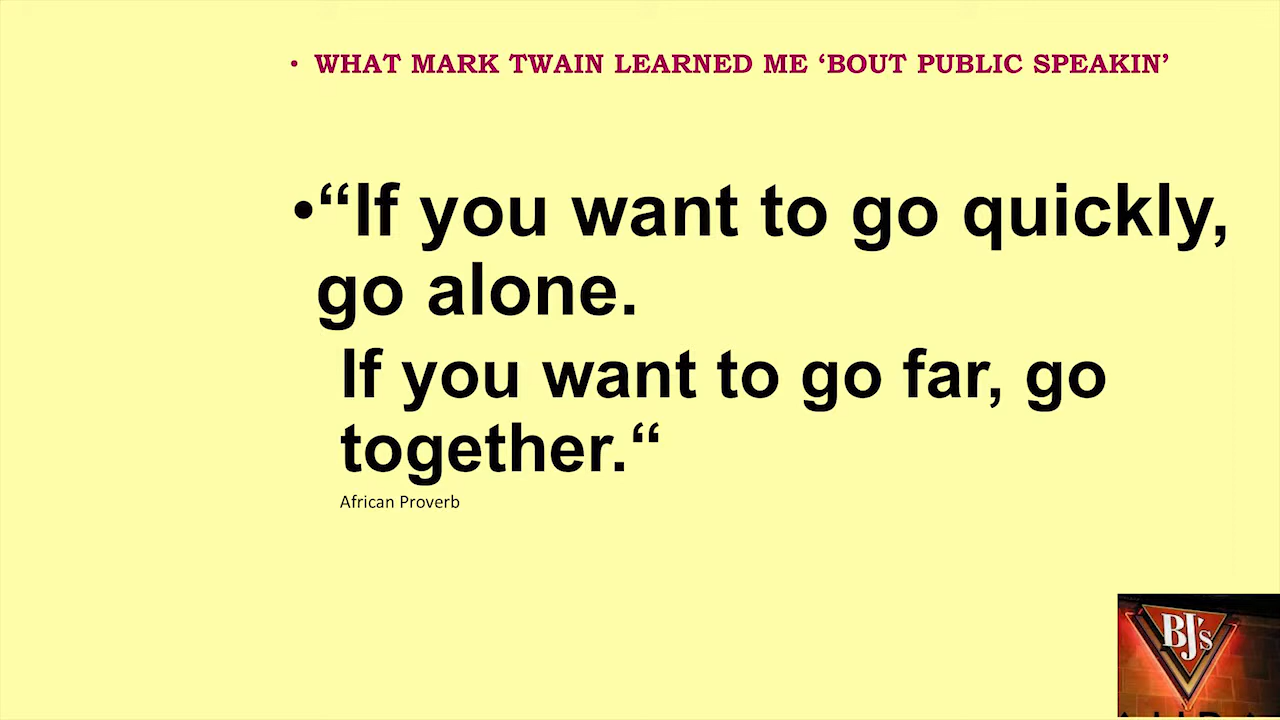 • WHAT MARK TWAIN LEARNED ME ‘BOUT PUBLIC SPEAKIN’
•“If you want to go quickly,
go alone.
If you want to go far, go
together.“
African Proverb
BJ's